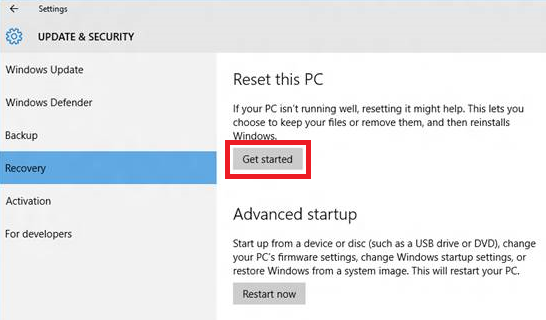 Settings
UPDATE & SECURITY
Windows Update
Windows Defender
Backup
Recovery
Activation
For developers
Reset this PC
If your PC isn't running well, resetting it might help. This lets you
choose to keep your files or remove them, and then reinstalls
Windows.
Get started
Advanced startup
Start up from a device or disc (such as a USB drive or DVD), change
your PC's firmware settings, change Windows startup settings, or
restore Windows from a system image. This will restart your PC.
Restart now